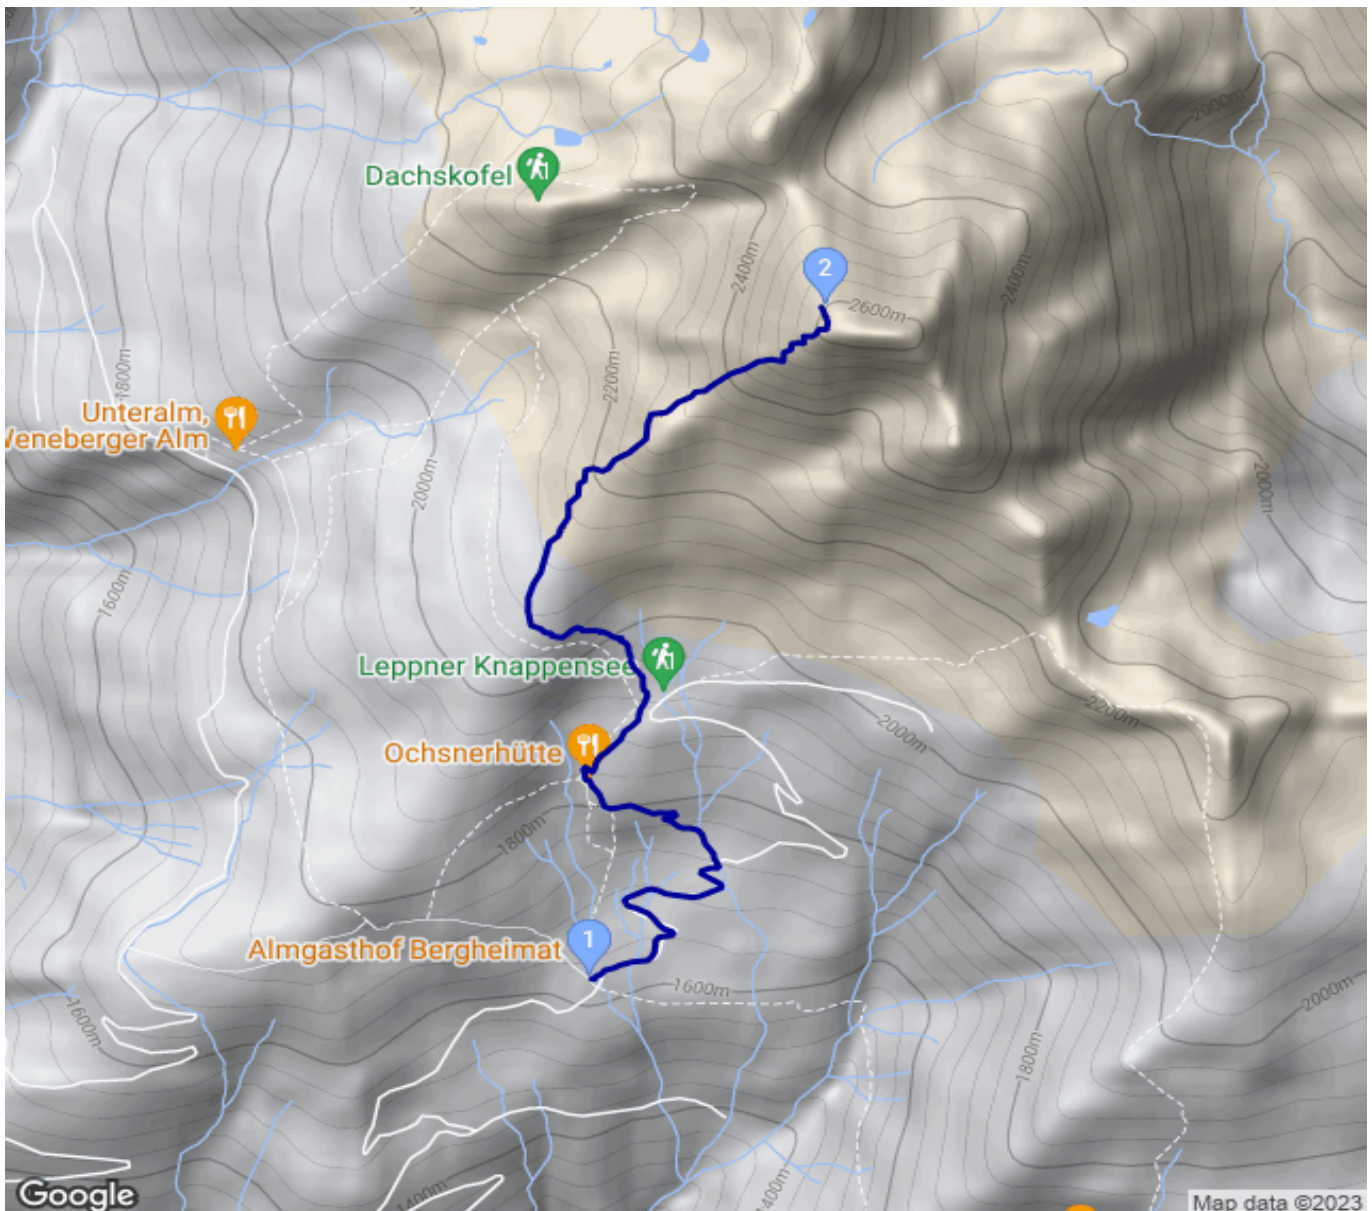 2000m
Dachskofel
2
2400m
2400m
2600m
1800m
2200m
Unteralm,
Veneberger Alm
2000m
2000m
1600m
Leppner Knappensee
2200m
2000m
Ochsnerhütte
1800m
1
Almgasthof Bergheimat
1600m
2000m
1600m
1800m
1400m
1400m
Google
Map data ©2023